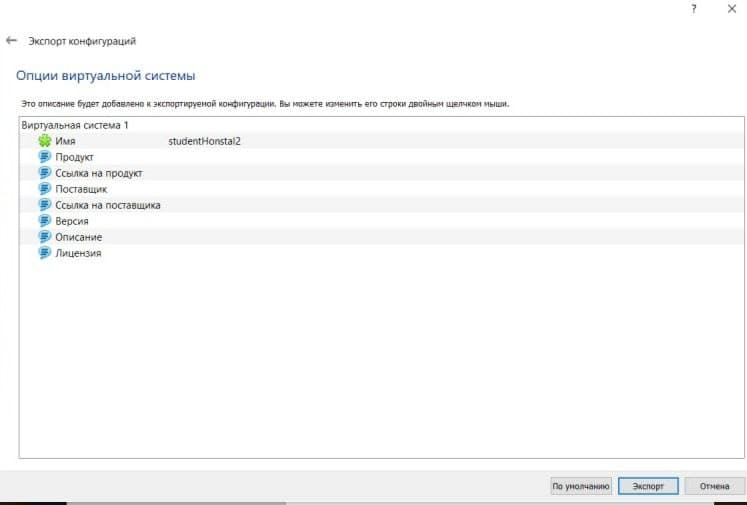 ?
Экспорт конфигураций
Опции виртуальной системы
Это описание будет добавлено к экспортируемой конфигурации. Вы можете изменить его строки двойным щелчком мыши.
Виртуальная система 1
Имя studentHonstal2
Продукт
Ссылка на продукт
Поставщик
Ссылка на поставщика
Версия
Описание
Лицензия
По умолчанию Экспорт Отмена